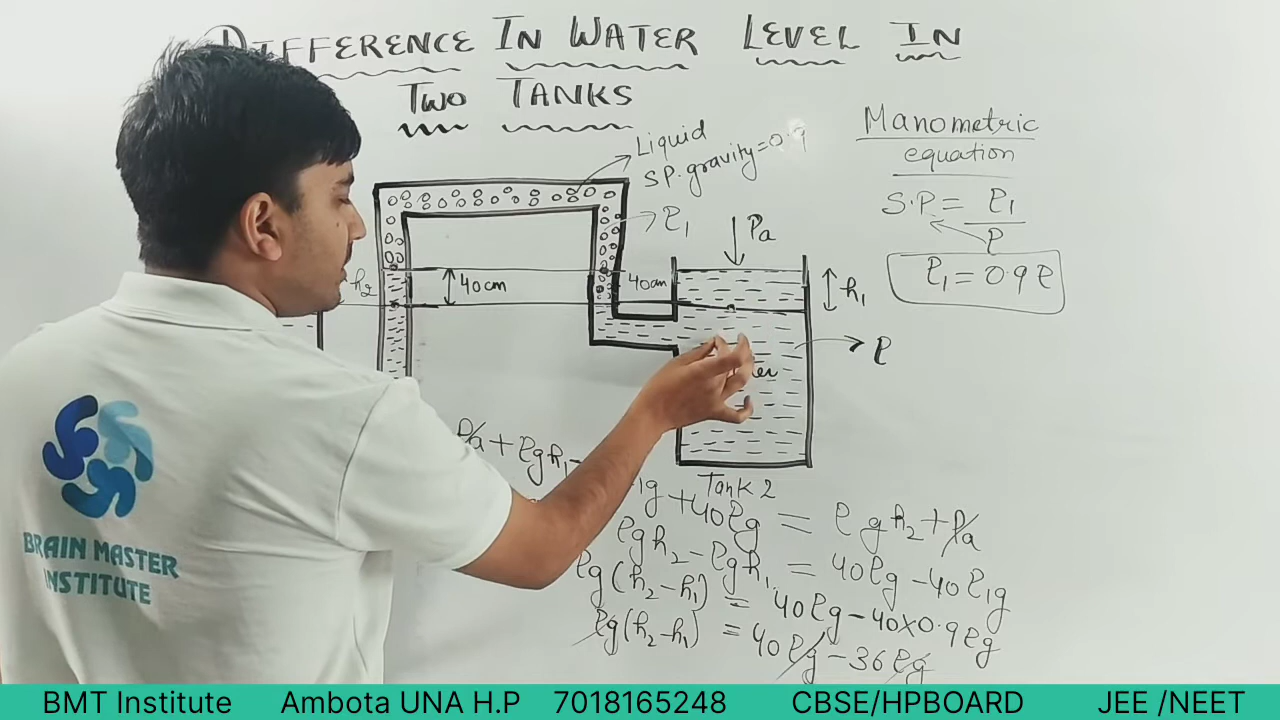 DIFFERENCE IN WATER LEVEL IN
TWO TANKS
Liquid
SP. gravity = 0.9
ρ₁
Pa
Manometric
equation
S.P = ρ₁/ρ
ρ₁ = 0.9ρ
h₂
40cm
40cm
h₁
ρ
Tank 2
Pa + ρgh₁ - ₁g + 40ρg = ρgh₂ + Pa
ρgh₂ - ρgh₁ = 40ρg - 40ρ₁g
ρg(h₂-h₁) = 40ρg - 40×0.9ρg
ρg(h₂-h₁) = 40ρg - 36ρg
BRAIN MASTER
INSTITUTE
BMT Institute Ambota UNA H.P 7018165248 CBSE/HPBOARD JEE /NEET